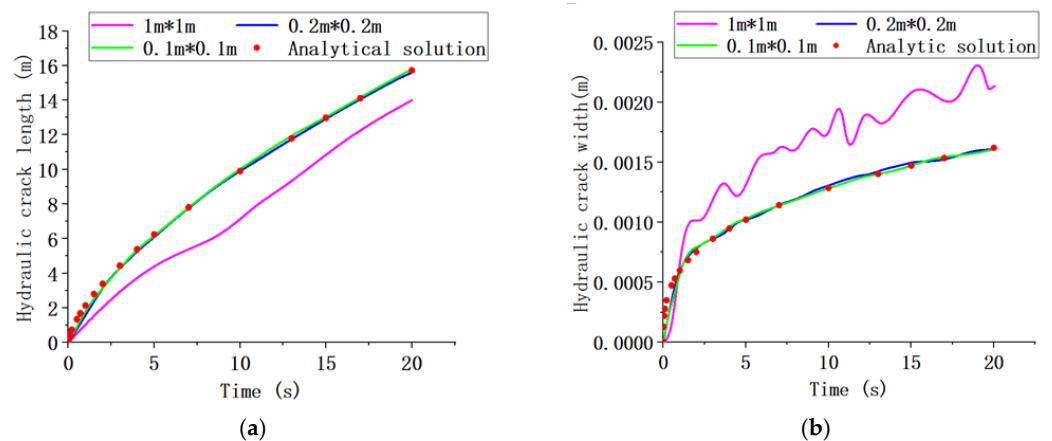 1m*1m 0.2m*0.2m
0.1m*0.1m Analytical solution
Hydraulic crack length (m)
18
16
14
12
10
8
6
4
2
0
0 5 10 15 20
Time (s)
(a)
1m*1m 0.2m*0.2m
0.1m*0.1m Analytic solution
Hydraulic crack width(m)
0.0025
0.0020
0.0015
0.0010
0.0005
0.0000
0 5 10 15 20
Time (s)
(b)